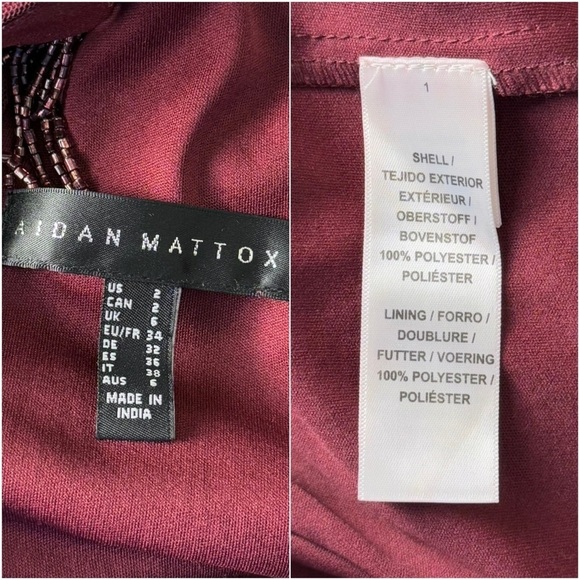 AIDAN MATTOX
US 2
CAN 2
UK 6
EU/FR 34
DE 32
ES 36
IT 38
AUS 6
MADE IN
INDIA
1
SHELL /
TEJIDO EXTERIOR
EXTÉRIEUR /
OBERSTOFF /
BOVENSTOF
100% POLYESTER /
POLIÉSTER
LINING / FORRO /
DOUBLURE /
FUTTER / VOERING
100% POLYESTER /
POLIÉSTER